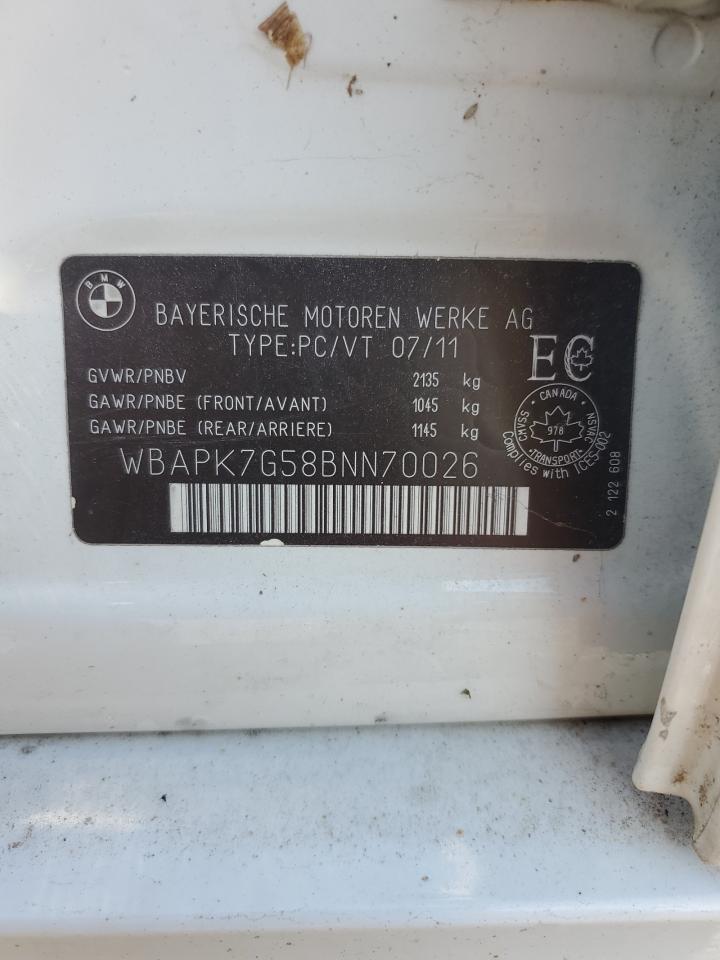 BMW
BAYERISCHE MOTOREN WERKE AG
TYPE:PC/VT 07/11
EC
GVWR/PNBV 2135 kg
GAWR/PNBE (FRONT/AVANT) 1045 kg
GAWR/PNBE (REAR/ARRIERE) 1145 kg
CANADA
CMVSS
NSVAC
978
TRANSPORT
Complies with ICES-002
WBAPK7G58BNN70026
2 122 608